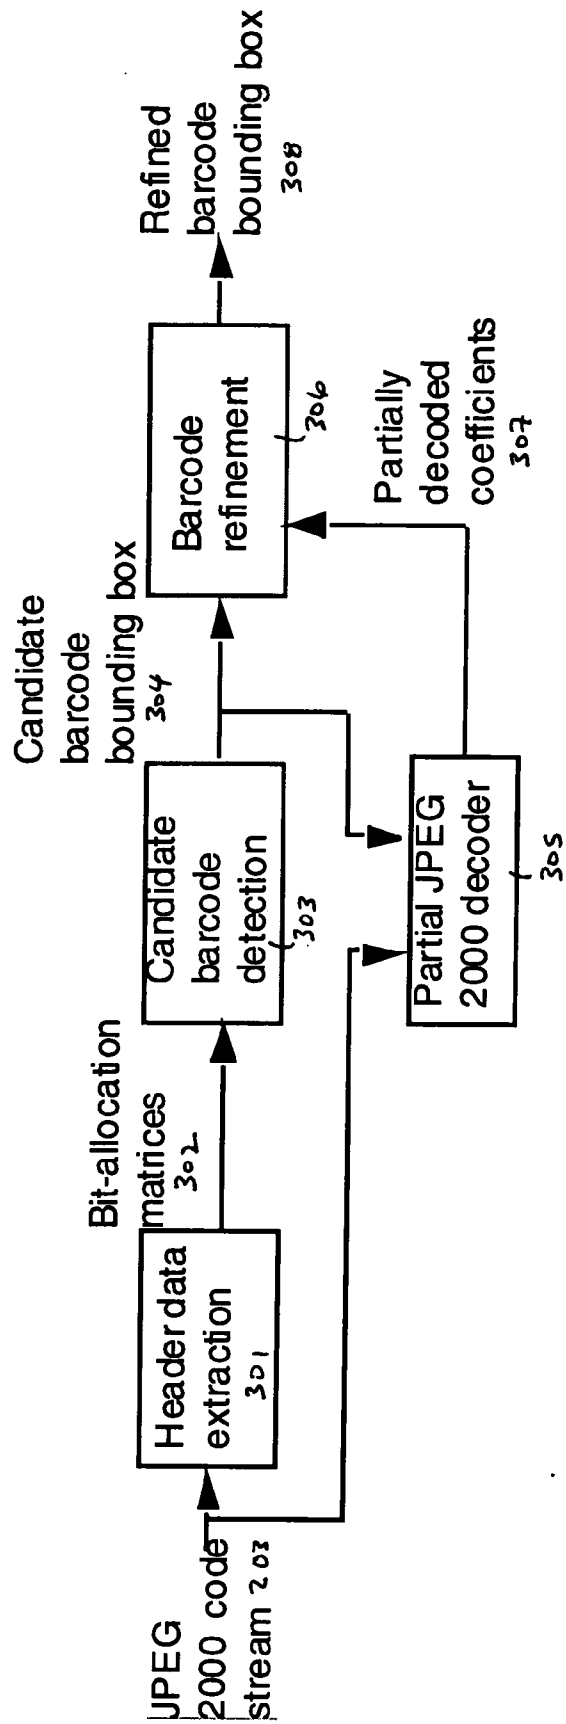 JPEG
2000 code
stream 203
Header data
extraction
301
Bit-allocation
matrices
302
Candidate
barcode
detection
303
Candidate
barcode
bounding box
304
Partial JPEG
2000 decoder
305
Barcode
refinement
306
Partially
decoded
coefficients
307
Refined
barcode
bounding box
308